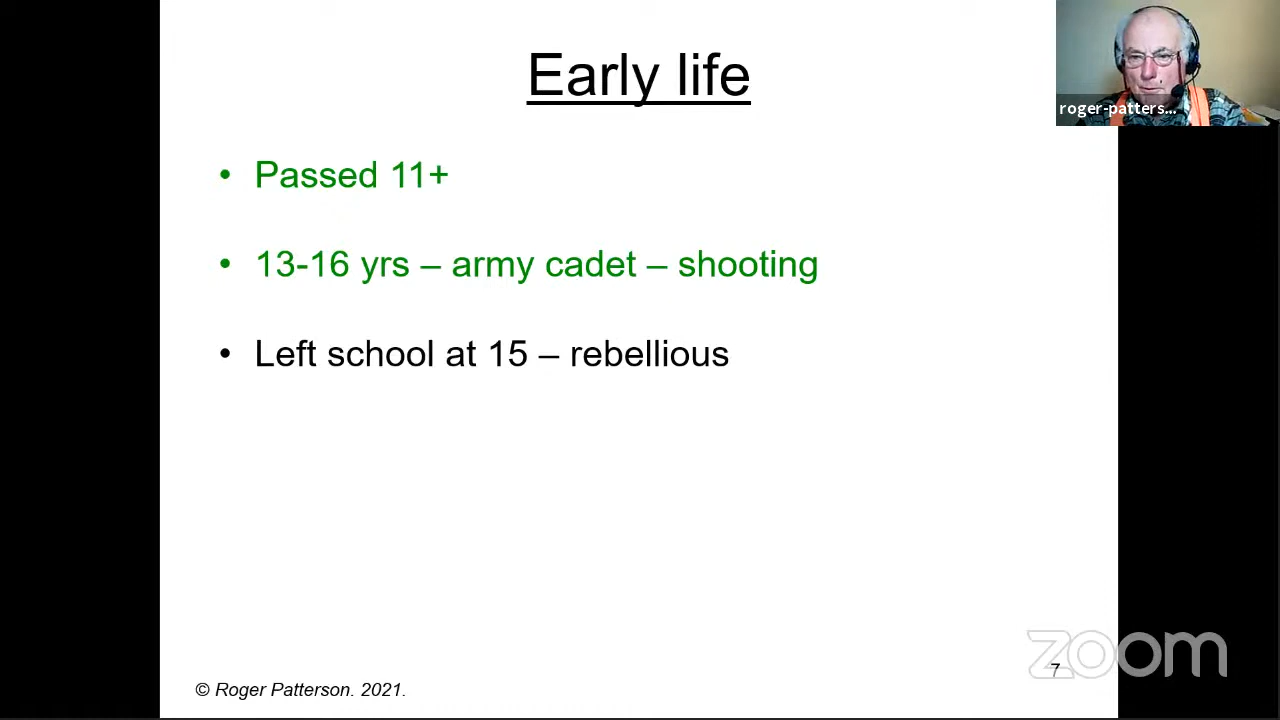 Early life
roger-patters...
• Passed 11+
• 13-16 yrs – army cadet – shooting
• Left school at 15 – rebellious
zoom
7
© Roger Patterson. 2021.